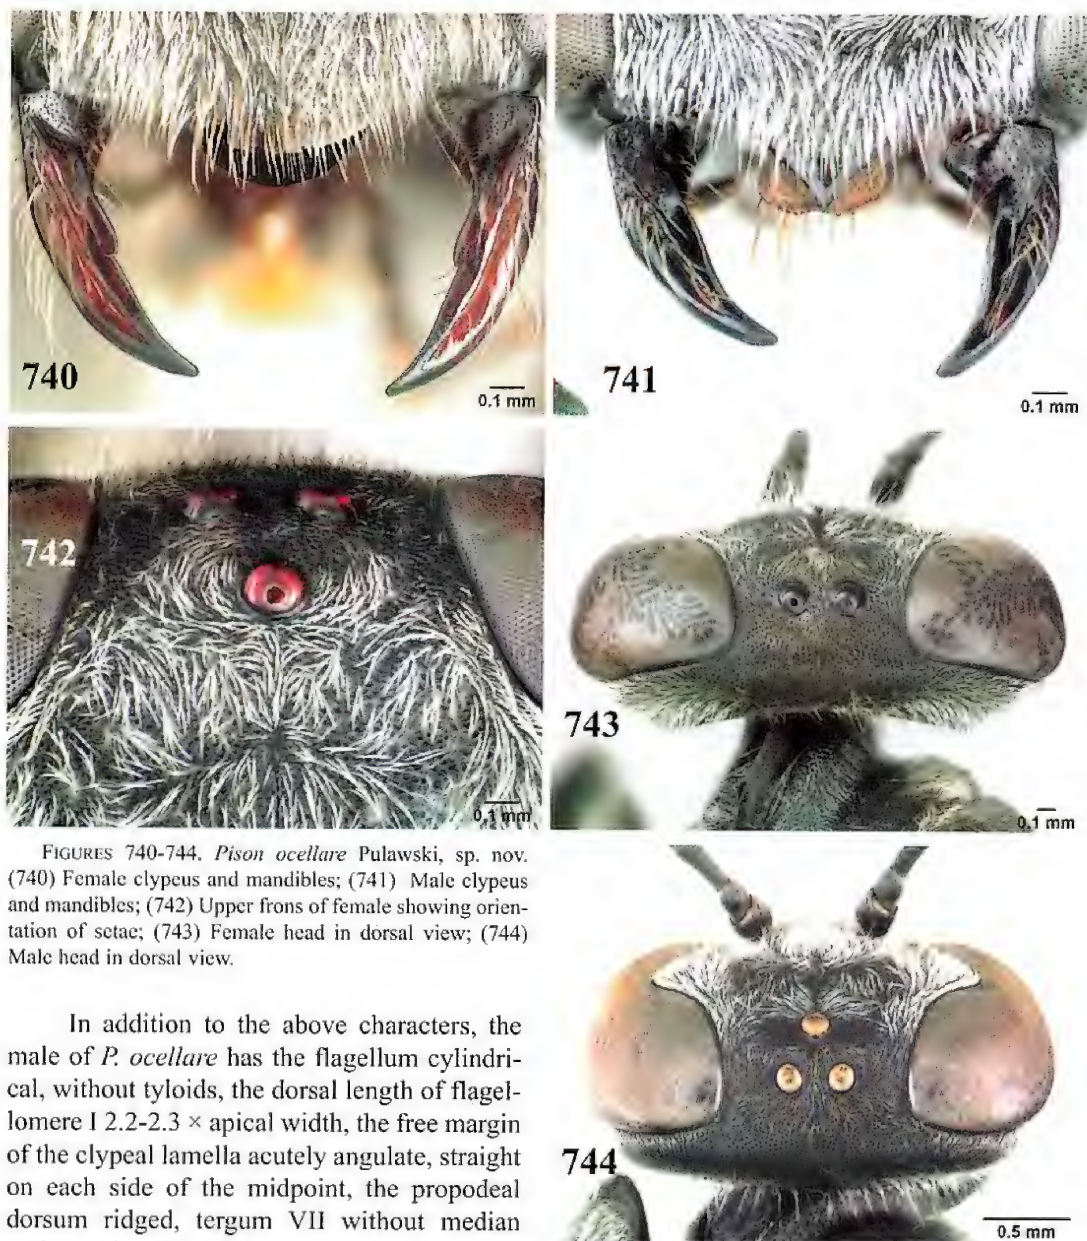 740
0.1 mm
741
0.1 mm
742
0.1 mm
743
0.1 mm
FIGURES 740-744. Pison ocellare Pulawski, sp. nov.
(740) Female clypeus and mandibles; (741) Male clypeus
and mandibles; (742) Upper frons of female showing orien-
tation of setae; (743) Female head in dorsal view; (744)
Male head in dorsal view.
In addition to the above characters, the
male of P. ocellare has the flagellum cylindri-
cal, without tyloids, the dorsal length of flagel-
lomere I 2.2-2.3 × apical width, the free margin
of the clypeal lamella acutely angulate, straight
on each side of the midpoint, the propodeal
dorsum ridged, tergum VII without median
744
0.5 mm